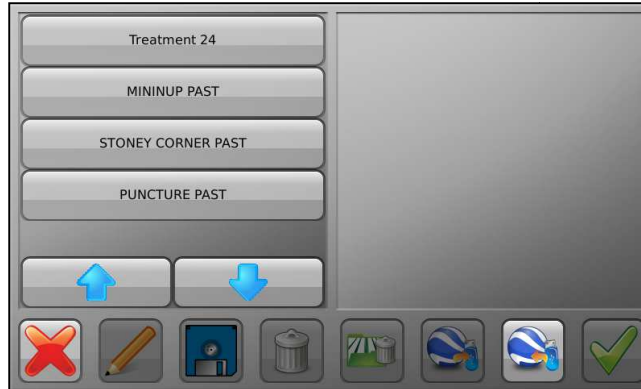 Treatment 24
MININUP PAST
STONEY CORNER PAST
PUNCTURE PAST